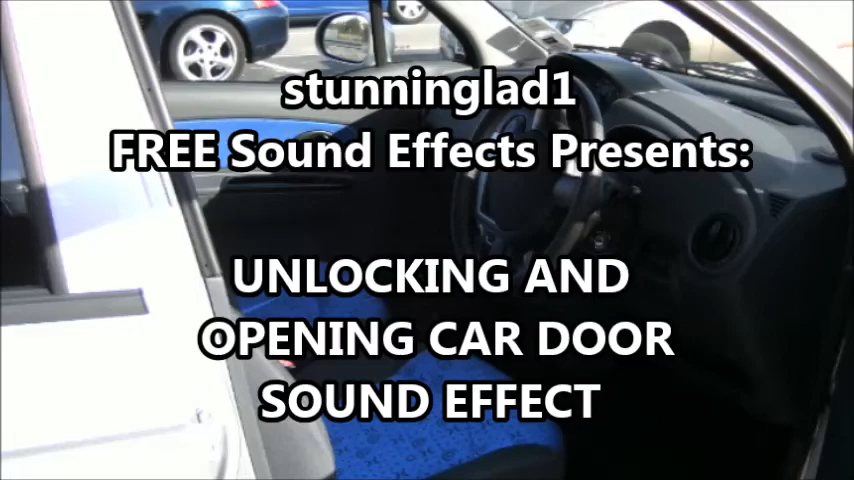 stunninglad1
FREE Sound Effects Presents:
UNLOCKING AND
OPENING CAR DOOR
SOUND EFFECT